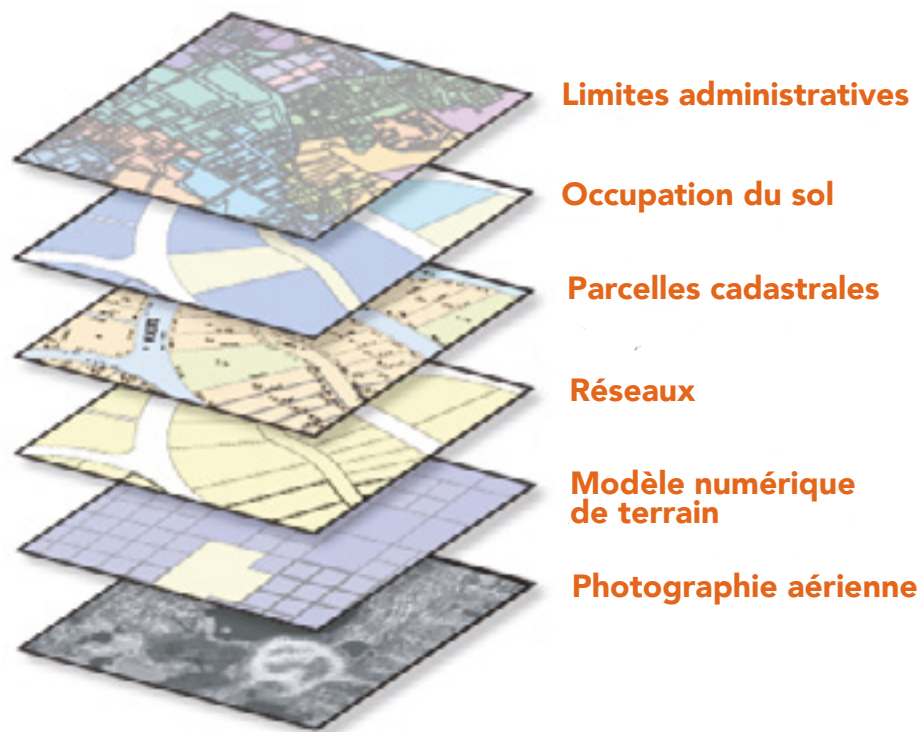 Limites administratives
Occupation du sol
Parcelles cadastrales
Réseaux
Modèle numérique
de terrain
Photographie aérienne